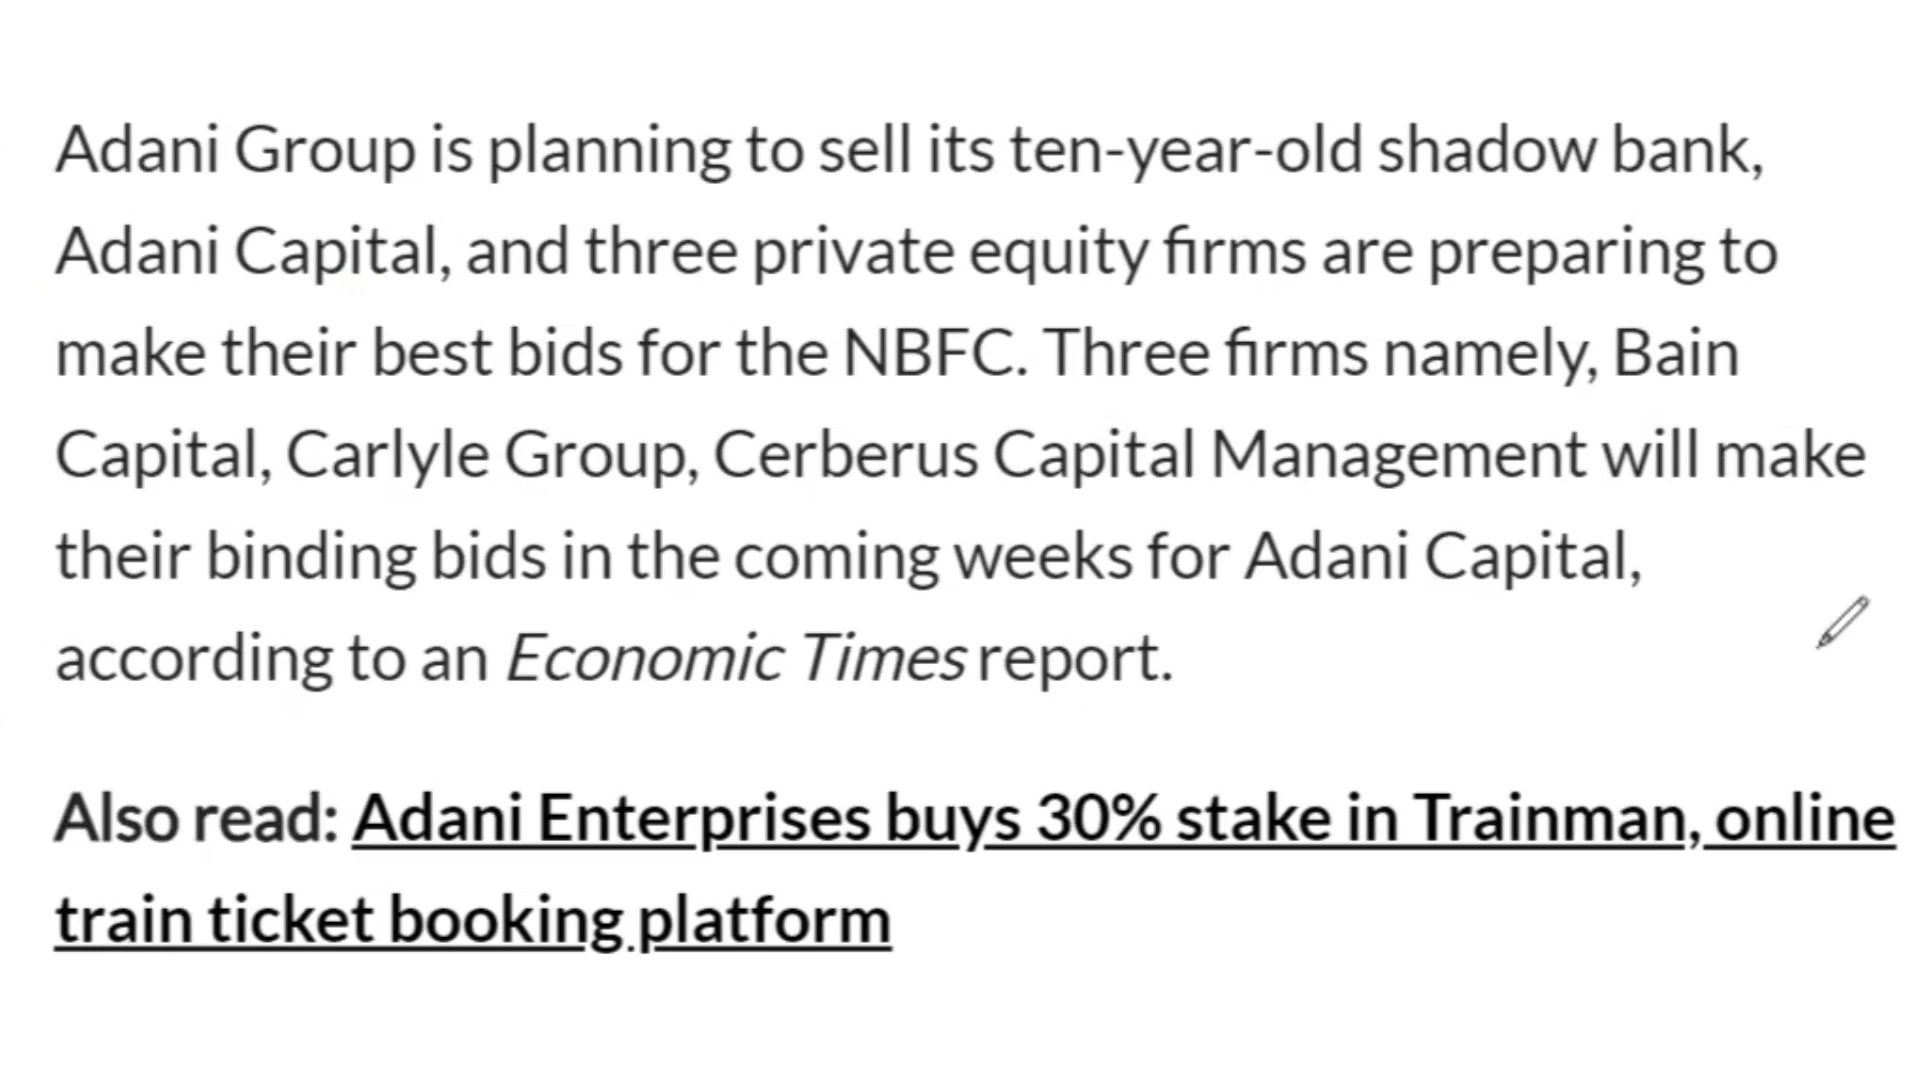 Adani Group is planning to sell its ten-year-old shadow bank,
Adani Capital, and three private equity firms are preparing to
make their best bids for the NBFC. Three firms namely, Bain
Capital, Carlyle Group, Cerberus Capital Management will make
their binding bids in the coming weeks for Adani Capital,
according to an Economic Times report.
Also read: Adani Enterprises buys 30% stake in Trainman, online
train ticket booking platform